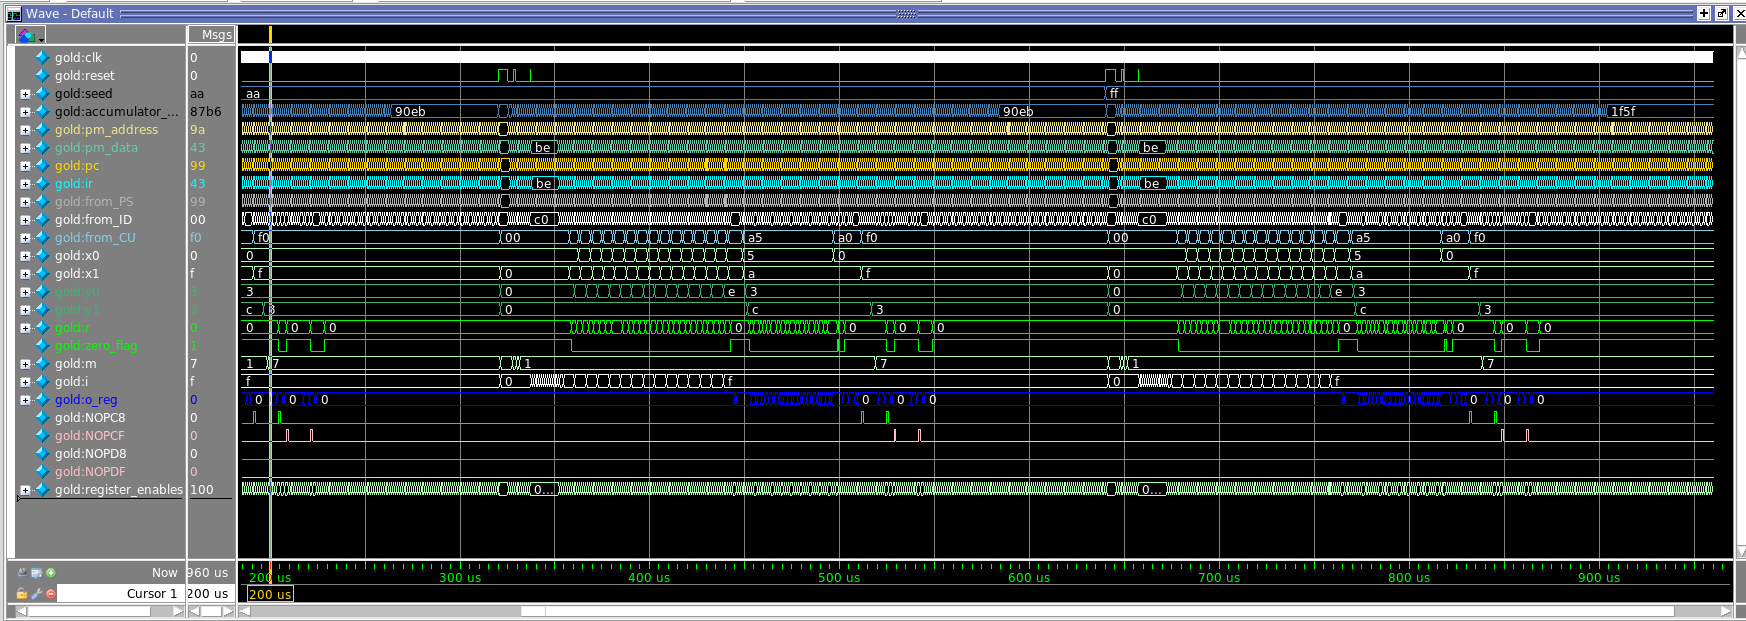 Wave - Default
Msgs
gold:clk 0
gold:reset 0
gold:seed aa aa ff
gold:accumulator_... 87b6 90eb 90eb 1f5f
gold:pm_address 9a
gold:pm_data 43 be be
gold:pc 99
gold:ir 43 be be
gold:from_PS 99
gold:from_ID 00 c0 c0
gold:from_CU f0 f0 00 a5 a0 f0 00 a5 a0 f0
gold:x0 0 0 5 0 5 0
gold:x1 f f 0 a f 0 a f
gold:y0 3 3 0 e 3 0 e 3
gold:y1 3 c 3 0 c 3 0 c 3
gold:r 0 0 0 0 0 0 0 0 0 0 0 0
gold:zero_flag 1
gold:m 7 1 7 1 7 1 7
gold:i f f 0 f 0 f
gold:o_reg 0 0 0 0 0 0 0 0 0 0
gold:NOPC8 0
gold:NOPCF 0
gold:NOPD8 0
gold:NOPDF 0
gold:register_enables 100 0... 0...
Now 960 us 200 us 300 us 400 us 500 us 600 us 700 us 800 us 900 us
Cursor 1 200 us 200 us